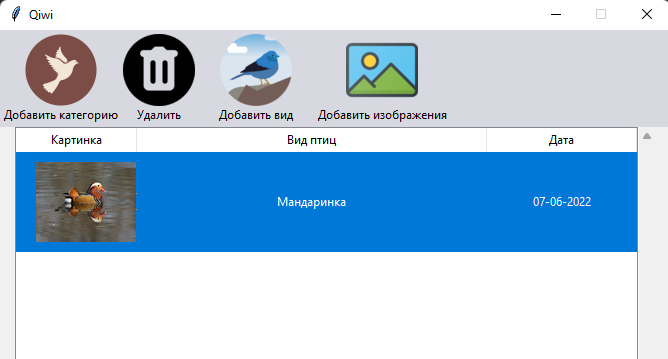 Qiwi
Добавить категорию Удалить Добавить вид Добавить изображения
Картинка Вид птиц Дата
Мандаринка 07-06-2022